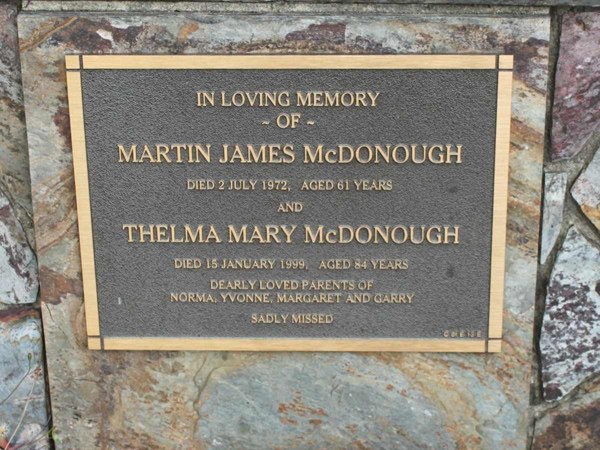 IN LOVING MEMORY
~ OF ~
MARTIN JAMES McDONOUGH
DIED 2 JULY 1972, AGED 61 YEARS
AND
THELMA MARY McDONOUGH
DIED 15 JANUARY 1999, AGED 84 YEARS
DEARLY LOVED PARENTS OF
NORMA, YVONNE, MARGARET AND GARRY
SADLY MISSED